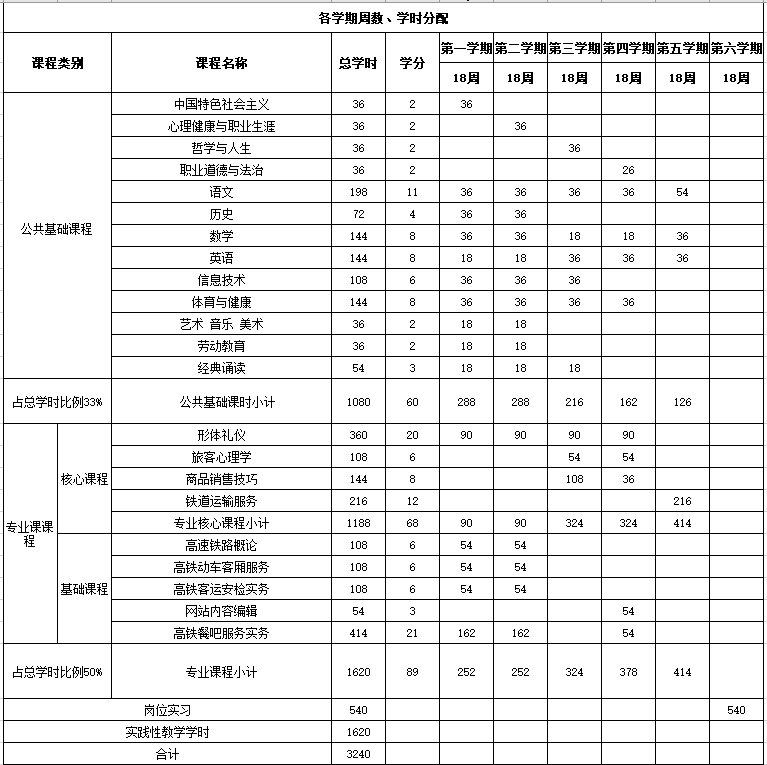 各学期周数、学时分配
课程类别 课程名称 总学时 学分 第一学期 第二学期 第三学期 第四学期 第五学期 第六学期
18周 18周 18周 18周 18周 18周
公共基础课程
中国特色社会主义 36 2 36
心理健康与职业生涯 36 2 36
哲学与人生 36 2 36
职业道德与法治 36 2 26
语文 198 11 36 36 36 36 54
历史 72 4 36 36
数学 144 8 36 36 18 18 36
英语 144 8 18 18 36 36 36
信息技术 108 6 36 36 36
体育与健康 144 8 36 36 36 36
艺术 音乐 美术 36 2 18 18
劳动教育 36 2 18 18
经典诵读 54 3 18 18 18
占总学时比例33% 公共基础课时小计 1080 60 288 288 216 162 126
专业课课
程
核心课程
形体礼仪 360 20 90 90 90 90
旅客心理学 108 6 54 54
商品销售技巧 144 8 108 36
铁道运输服务 216 12 216
专业核心课程小计 1188 68 90 90 324 324 414
基础课程
高速铁路概论 108 6 54 54
高铁动车客厢服务 108 6 54 54
高铁客运安检实务 108 6 54 54
网站内容编辑 54 3 54
高铁餐吧服务实务 414 21 162 162 54
占总学时比例50% 专业课程小计 1620 89 252 252 324 378 414
岗位实习 540 540
实践性教学学时 1620
合计 3240